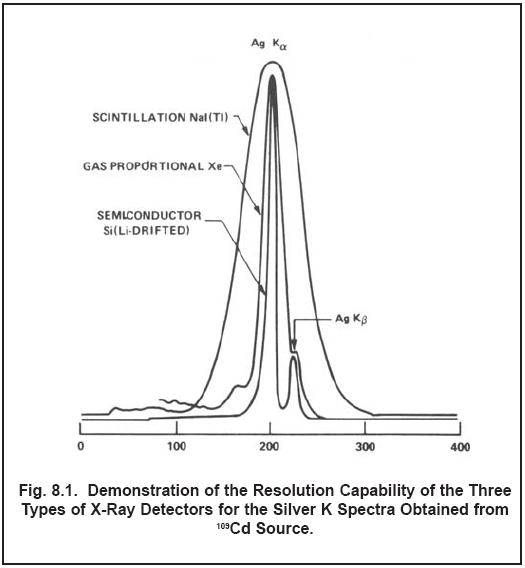 Ag Kα
SCINTILLATION NaI(Tl)
GAS PROPORTIONAL Xe
SEMICONDUCTOR
Si(Li-DRIFTED)
Ag Kβ
0 100 200 300 400
Fig. 8.1. Demonstration of the Resolution Capability of the Three
Types of X-Ray Detectors for the Silver K Spectra Obtained from
¹⁰⁹Cd Source.